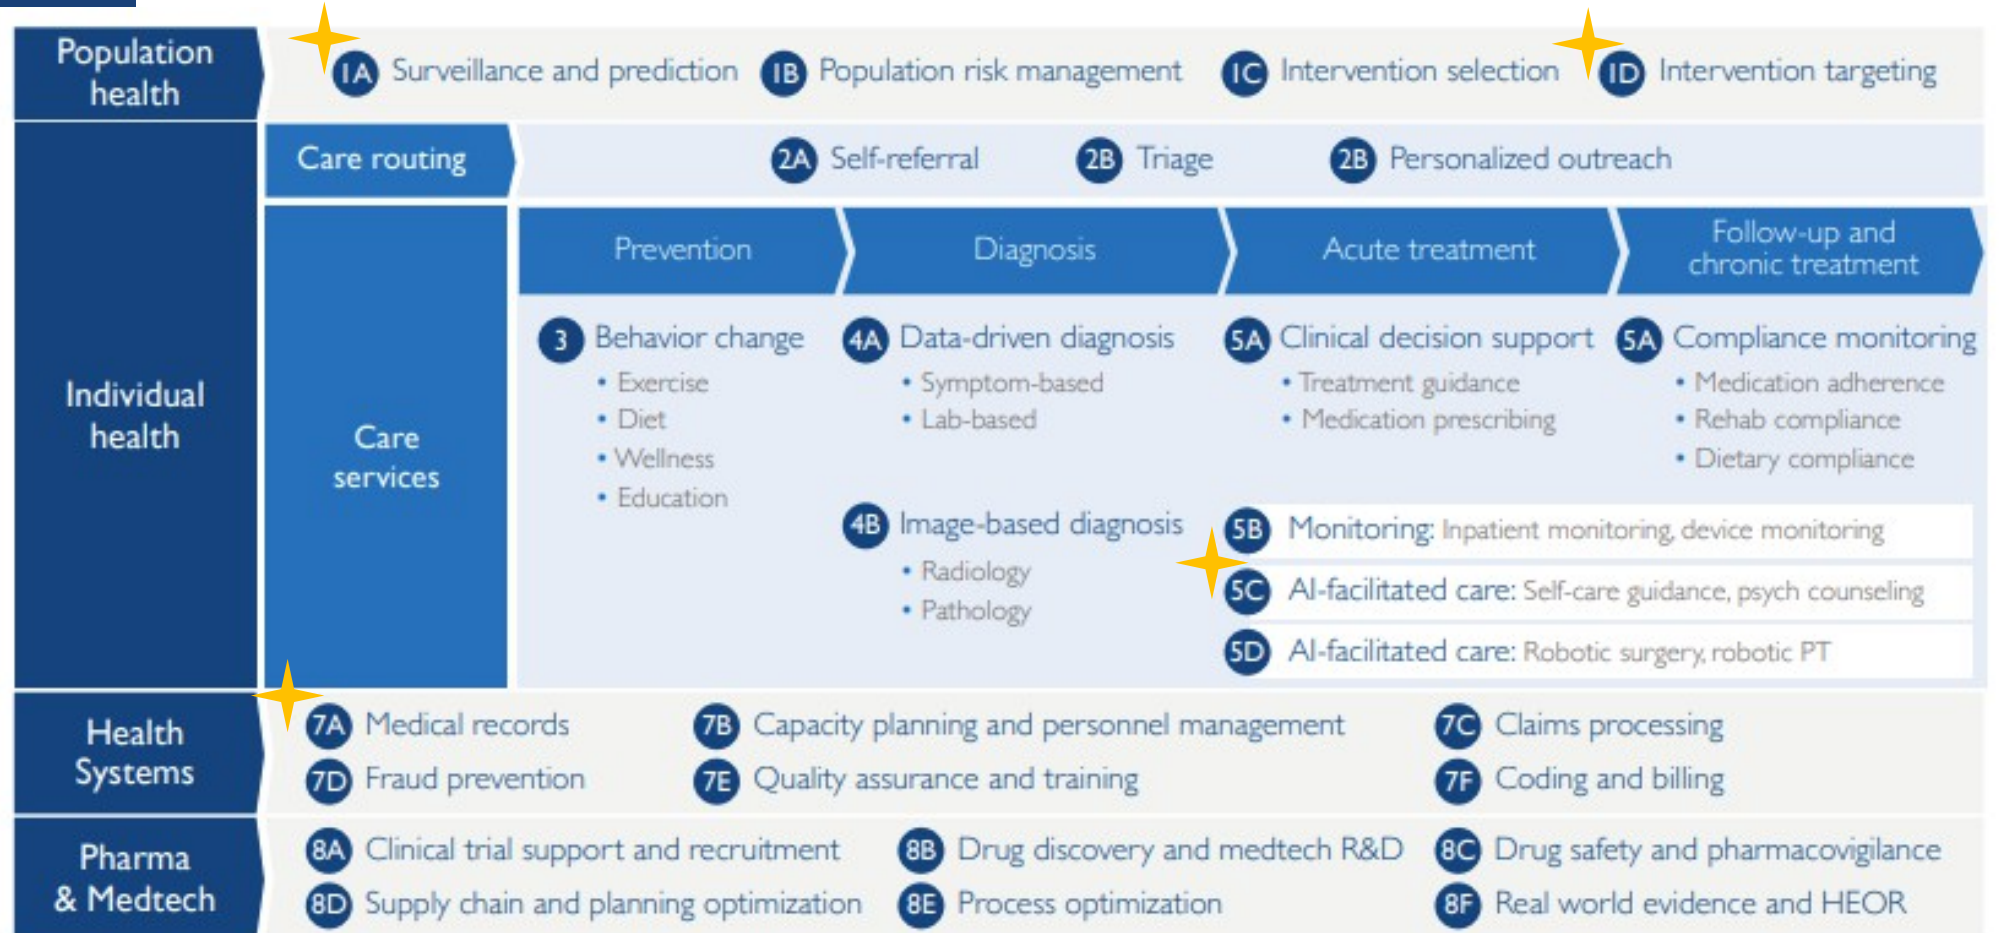 Population
health
1A Surveillance and prediction
1B Population risk management
1C Intervention selection
1D Intervention targeting
Individual
health
Care routing
2A Self-referral
2B Triage
2B Personalized outreach
Care
services
Prevention
Diagnosis
Acute treatment
Follow-up and
chronic treatment
3 Behavior change
• Exercise
• Diet
• Wellness
• Education
4A Data-driven diagnosis
• Symptom-based
• Lab-based
4B Image-based diagnosis
• Radiology
• Pathology
5A Clinical decision support
• Treatment guidance
• Medication prescribing
5A Compliance monitoring
• Medication adherence
• Rehab compliance
• Dietary compliance
5B Monitoring: Inpatient monitoring, device monitoring
5C AI-facilitated care: Self-care guidance, psych counseling
5D AI-facilitated care: Robotic surgery, robotic PT
Health
Systems
7A Medical records
7B Capacity planning and personnel management
7C Claims processing
7D Fraud prevention
7E Quality assurance and training
7F Coding and billing
Pharma
& Medtech
8A Clinical trial support and recruitment
8B Drug discovery and medtech R&D
8C Drug safety and pharmacovigilance
8D Supply chain and planning optimization
8E Process optimization
8F Real world evidence and HEOR